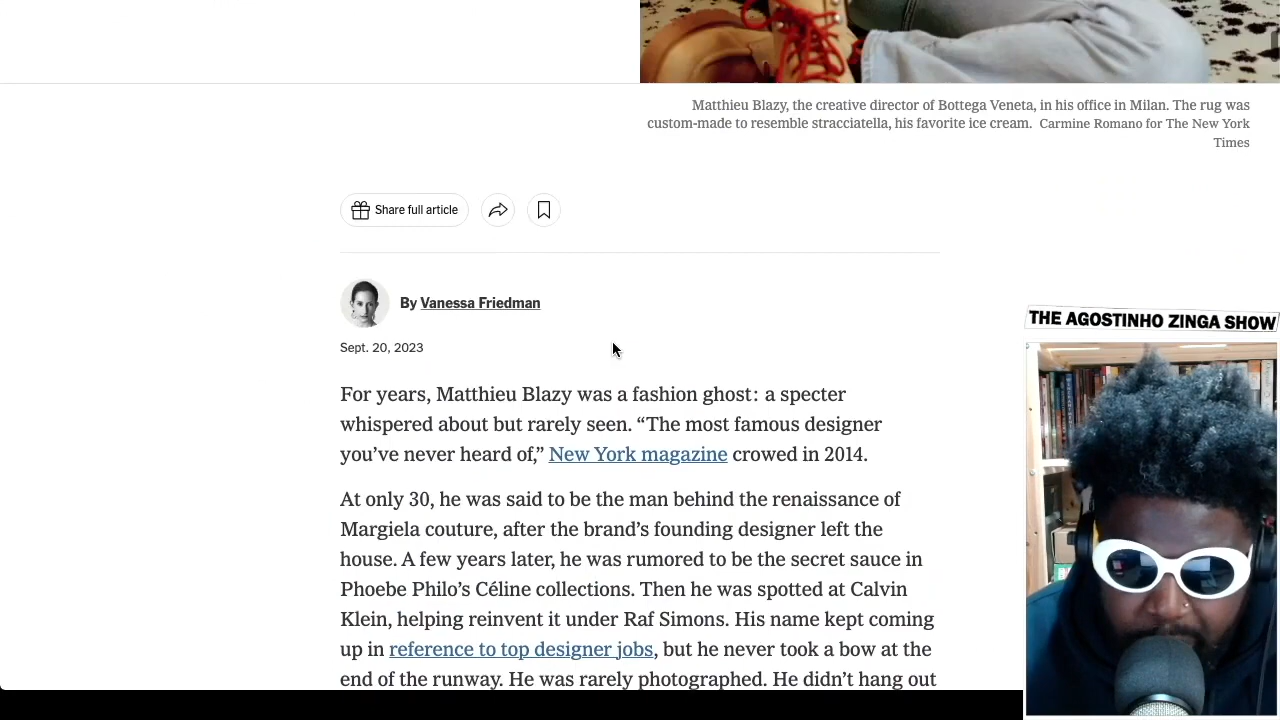 Matthieu Blazy, the creative director of Bottega Veneta, in his office in Milan. The rug was
custom-made to resemble stracciatella, his favorite ice cream. Carmine Romano for The New York
Times
Share full article
By Vanessa Friedman
Sept. 20, 2023
THE AGOSTINHO ZINGA SHOW
For years, Matthieu Blazy was a fashion ghost: a specter
whispered about but rarely seen. “The most famous designer
you’ve never heard of,” New York magazine crowed in 2014.
At only 30, he was said to be the man behind the renaissance of
Margiela couture, after the brand’s founding designer left the
house. A few years later, he was rumored to be the secret sauce in
Phoebe Philo’s Céline collections. Then he was spotted at Calvin
Klein, helping reinvent it under Raf Simons. His name kept coming
up in reference to top designer jobs, but he never took a bow at the
end of the runway. He was rarely photographed. He didn’t hang out